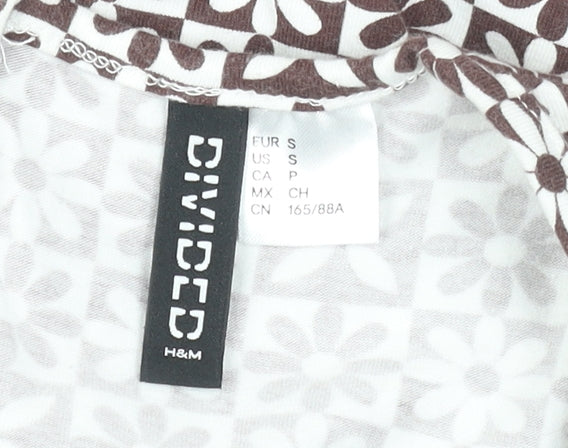 DIVIDED
H&M
EUR S
US S
CA P
MX CH
CN 165/88A